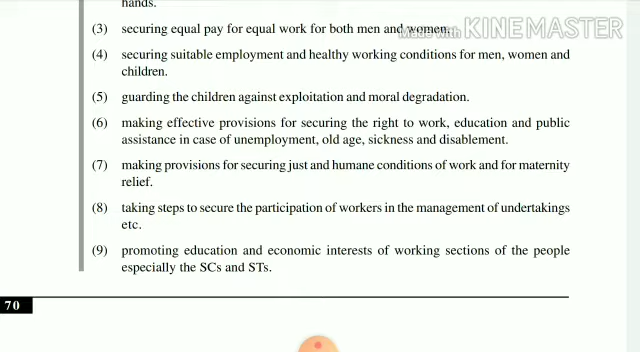 hands.
(3) securing equal pay for equal work for both men and women.
Made with KINEMASTER
(4) securing suitable employment and healthy working conditions for men, women and
children.
(5) guarding the children against exploitation and moral degradation.
(6) making effective provisions for securing the right to work, education and public
assistance in case of unemployment, old age, sickness and disablement.
(7) making provisions for securing just and humane conditions of work and for maternity
relief.
(8) taking steps to secure the participation of workers in the management of undertakings
etc.
(9) promoting education and economic interests of working sections of the people
especially the SCs and STs.
70